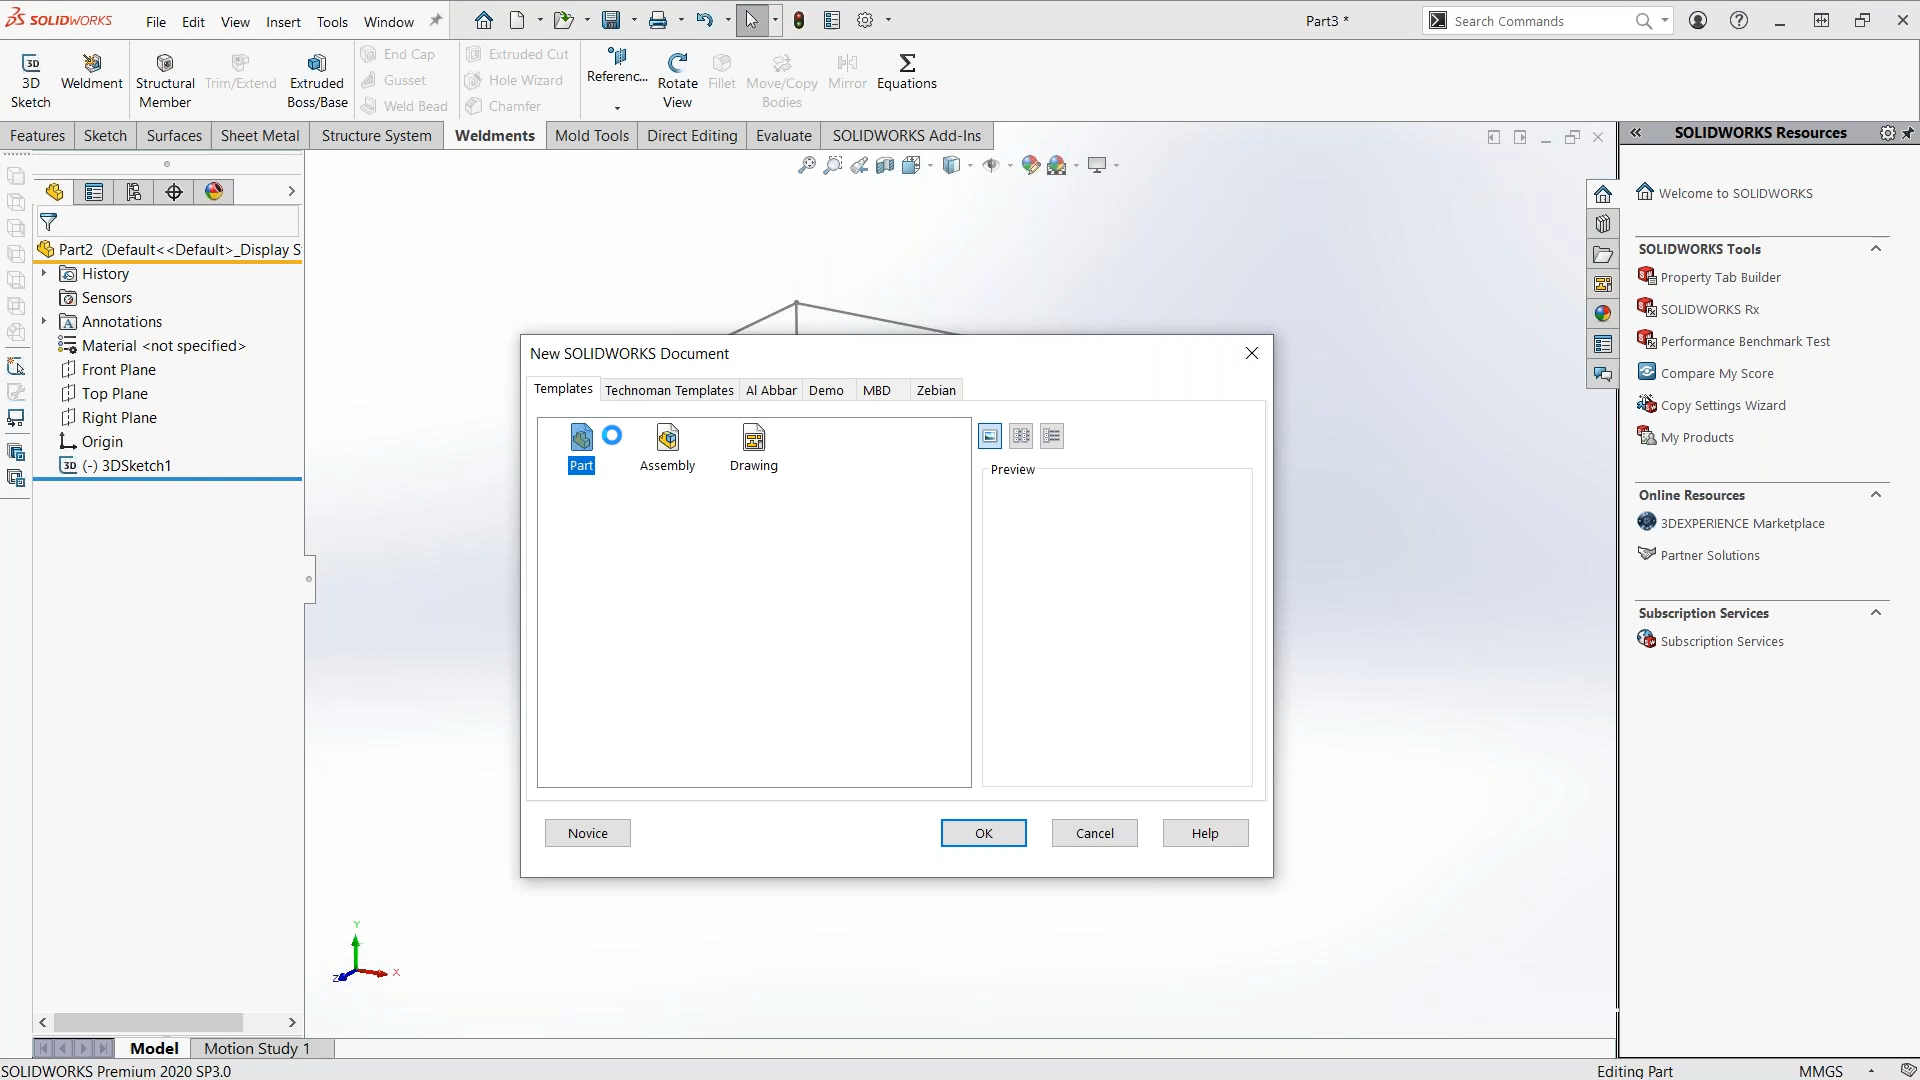 SOLIDWORKS File Edit View Insert Tools Window Part3 * Search Commands
3D Sketch
Weldment
Structural Member
Trim/Extend
Extruded Boss/Base
End Cap
Gusset
Weld Bead
Extruded Cut
Hole Wizard
Chamfer
Referenc...
Rotate View
Fillet
Move/Copy Bodies
Mirror
Equations
Features Sketch Surfaces Sheet Metal Structure System Weldments Mold Tools Direct Editing Evaluate SOLIDWORKS Add-Ins
Part2 (Default<<Default>_Display S
History
Sensors
Annotations
Material <not specified>
Front Plane
Top Plane
Right Plane
Origin
(-) 3DSketch1
New SOLIDWORKS Document
Templates Technoman Templates Al Abbar Demo MBD Zebian
Part Assembly Drawing
Preview
Novice OK Cancel Help
Y
X
Z
SOLIDWORKS Resources
Welcome to SOLIDWORKS
SOLIDWORKS Tools
Property Tab Builder
SOLIDWORKS Rx
Performance Benchmark Test
Compare My Score
Copy Settings Wizard
My Products
Online Resources
3DEXPERIENCE Marketplace
Partner Solutions
Subscription Services
Subscription Services
Model Motion Study 1
SOLIDWORKS Premium 2020 SP3.0 Editing Part MMGS